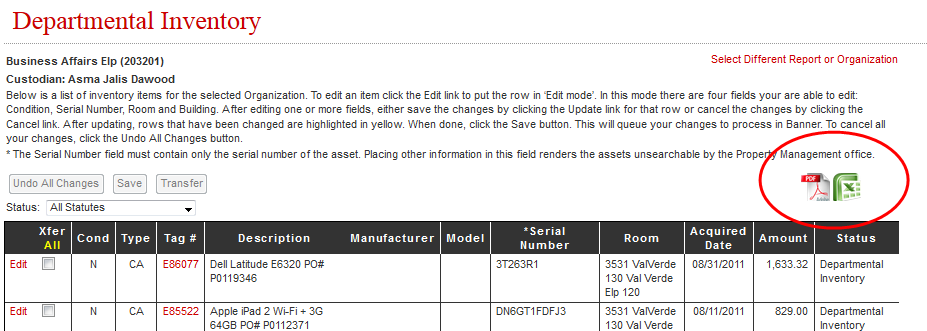 Departmental Inventory
Business Affairs Elp (203201)
Select Different Report or Organization
Custodian: Asma Jalis Dawood
Below is a list of inventory items for the selected Organization. To edit an item click the Edit link to put the row in 'Edit mode'. In this mode there are four fields your are able to edit:
Condition, Serial Number, Room and Building. After editing one or more fields, either save the changes by clicking the Update link for that row or cancel the changes by clicking the
Cancel link. After updating, rows that have been changed are highlighted in yellow. When done, click the Save button. This will queue your changes to process in Banner. To cancel all
your changes, click the Undo All Changes button.
* The Serial Number field must contain only the serial number of the asset. Placing other information in this field renders the assets unsearchable by the Property Management office.
Undo All Changes Save Transfer
PDF X
Status: All Statutes
Xfer All Cond Type Tag # Description Manufacturer Model *Serial Number Room Acquired Date Amount Status
Edit N CA E86077 Dell Latitude E6320 PO# 3T263R1 3531 ValVerde 08/31/2011 1,633.32 Departmental
P0119346 130 Val Verde Inventory
Elp 120
Edit N CA E85522 Apple iPad 2 Wi-Fi + 3G DN6GT1FDFJ3 3531 ValVerde 08/11/2011 829.00 Departmental
64GB PO# P0112371 130 Val Verde Inventory